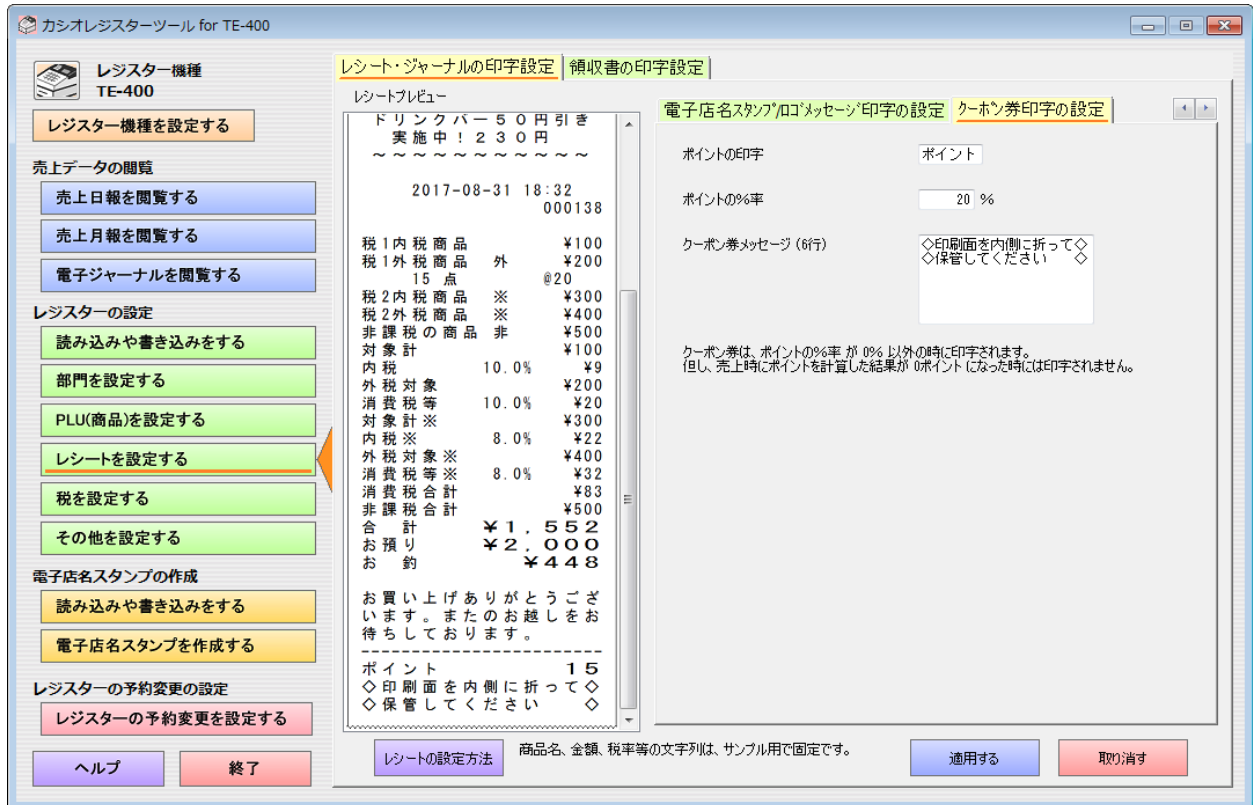 カシオレジスターツール for TE-400
レジスター機種
TE-400
レジスター機種を設定する
売上データの閲覧
売上日報を閲覧する
売上月報を閲覧する
電子ジャーナルを閲覧する
レジスターの設定
読み込みや書き込みをする
部門を設定する
PLU(商品)を設定する
レシートを設定する
税を設定する
その他を設定する
電子店名スタンプの作成
読み込みや書き込みをする
電子店名スタンプを作成する
レジスターの予約変更の設定
レジスターの予約変更を設定する
ヘルプ 終了
レシート・ジャーナルの印字設定 領収書の印字設定
レシートプレビュー
ドリンクバー50円引き
実施中!230円
~~~~~~~~~~~~
2017-08-31 18:32
000138
税1内税商品 ¥100
税1外税商品 外 ¥200
15 点 @20
税2内税商品 ※ ¥300
税2外税商品 ※ ¥400
非課税の商品 非 ¥500
対象計 ¥100
内税 10.0% ¥9
外税対象 ¥200
消費税等 10.0% ¥20
対象計※ ¥300
内税※ 8.0% ¥22
外税対象※ ¥400
消費税等※ 8.0% ¥32
消費税合計 ¥83
非課税合計 ¥500
合 計 ¥1,552
お預り ¥2,000
お 釣 ¥448
お買い上げありがとうござ
います。またのお越しをお
待ちしております。
------------------------
ポイント 15
◇印刷面を内側に折って◇
◇保管してください ◇
電子店名スタンプ/ロゴメッセージ印字の設定 クーポン券印字の設定
ポイントの印字 ポイント
ポイントの%率 20 %
クーポン券メッセージ (6行) ◇印刷面を内側に折って◇
◇保管してください ◇
クーポン券は、ポイントの%率 が 0% 以外の時に印字されます。
但し、売上時にポイントを計算した結果が 0ポイント になった時には印字されません。
レシートの設定方法 商品名、金額、税率等の文字列は、サンプル用で固定です。 適用する 取り消す